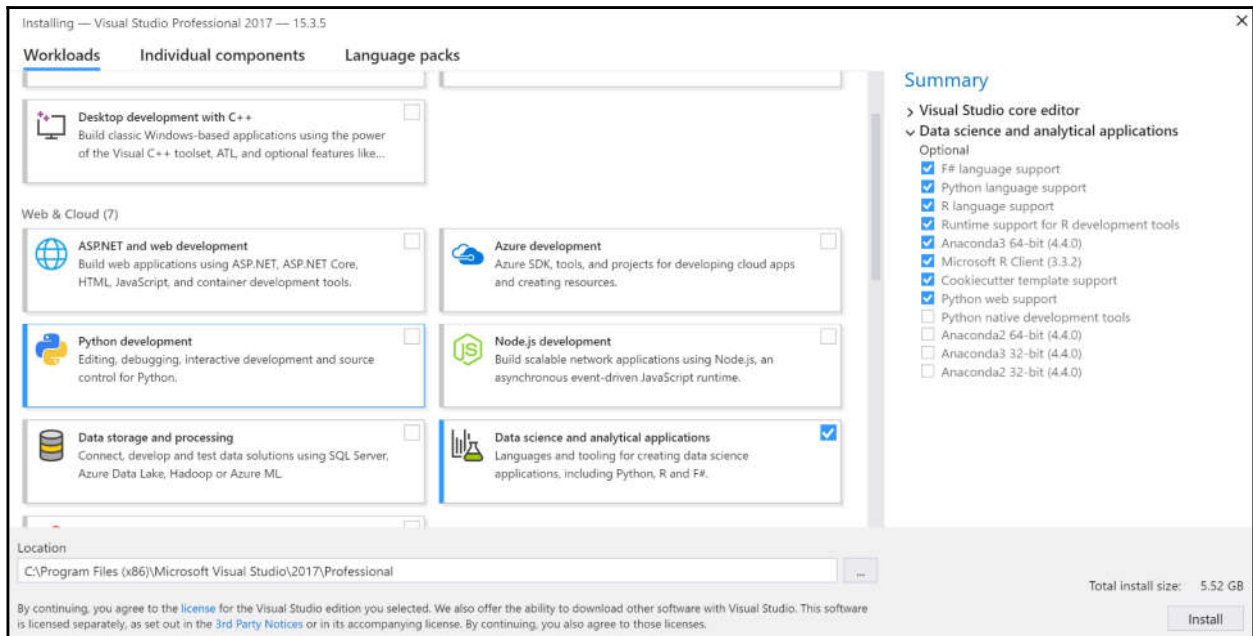 Installing — Visual Studio Professional 2017 — 15.3.5
Workloads
Individual components
Language packs
Desktop development with C++
Build classic Windows-based applications using the power
of the Visual C++ toolset, ATL, and optional features like...
Web & Cloud (7)
ASP.NET and web development
Build web applications using ASP.NET, ASP.NET Core,
HTML, JavaScript, and container development tools.
Azure development
Azure SDK, tools, and projects for developing cloud apps
and creating resources.
Python development
Editing, debugging, interactive development and source
control for Python.
JS
Node.js development
Build scalable network applications using Node.js, an
asynchronous event-driven JavaScript runtime.
Data storage and processing
Connect, develop and test data solutions using SQL Server,
Azure Data Lake, Hadoop or Azure ML.
Data science and analytical applications
Languages and tooling for creating data science
applications, including Python, R and F#.
Summary
Visual Studio core editor
Data science and analytical applications
Optional
F# language support
Python language support
R language support
Runtime support for R development tools
Anaconda3 64-bit (4.4.0)
Microsoft R Client (3.3.2)
Cookiecutter template support
Python web support
Python native development tools
Anaconda2 64-bit (4.4.0)
Anaconda3 32-bit (4.4.0)
Anaconda2 32-bit (4.4.0)
Location
C:\Program Files (x86)\Microsoft Visual Studio\2017\Professional
...
By continuing, you agree to the license for the Visual Studio edition you selected. We also offer the ability to download other software with Visual Studio. This software
is licensed separately, as set out in the 3rd Party Notices or in its accompanying license. By continuing, you also agree to those licenses.
Total install size: 5.52 GB
Install